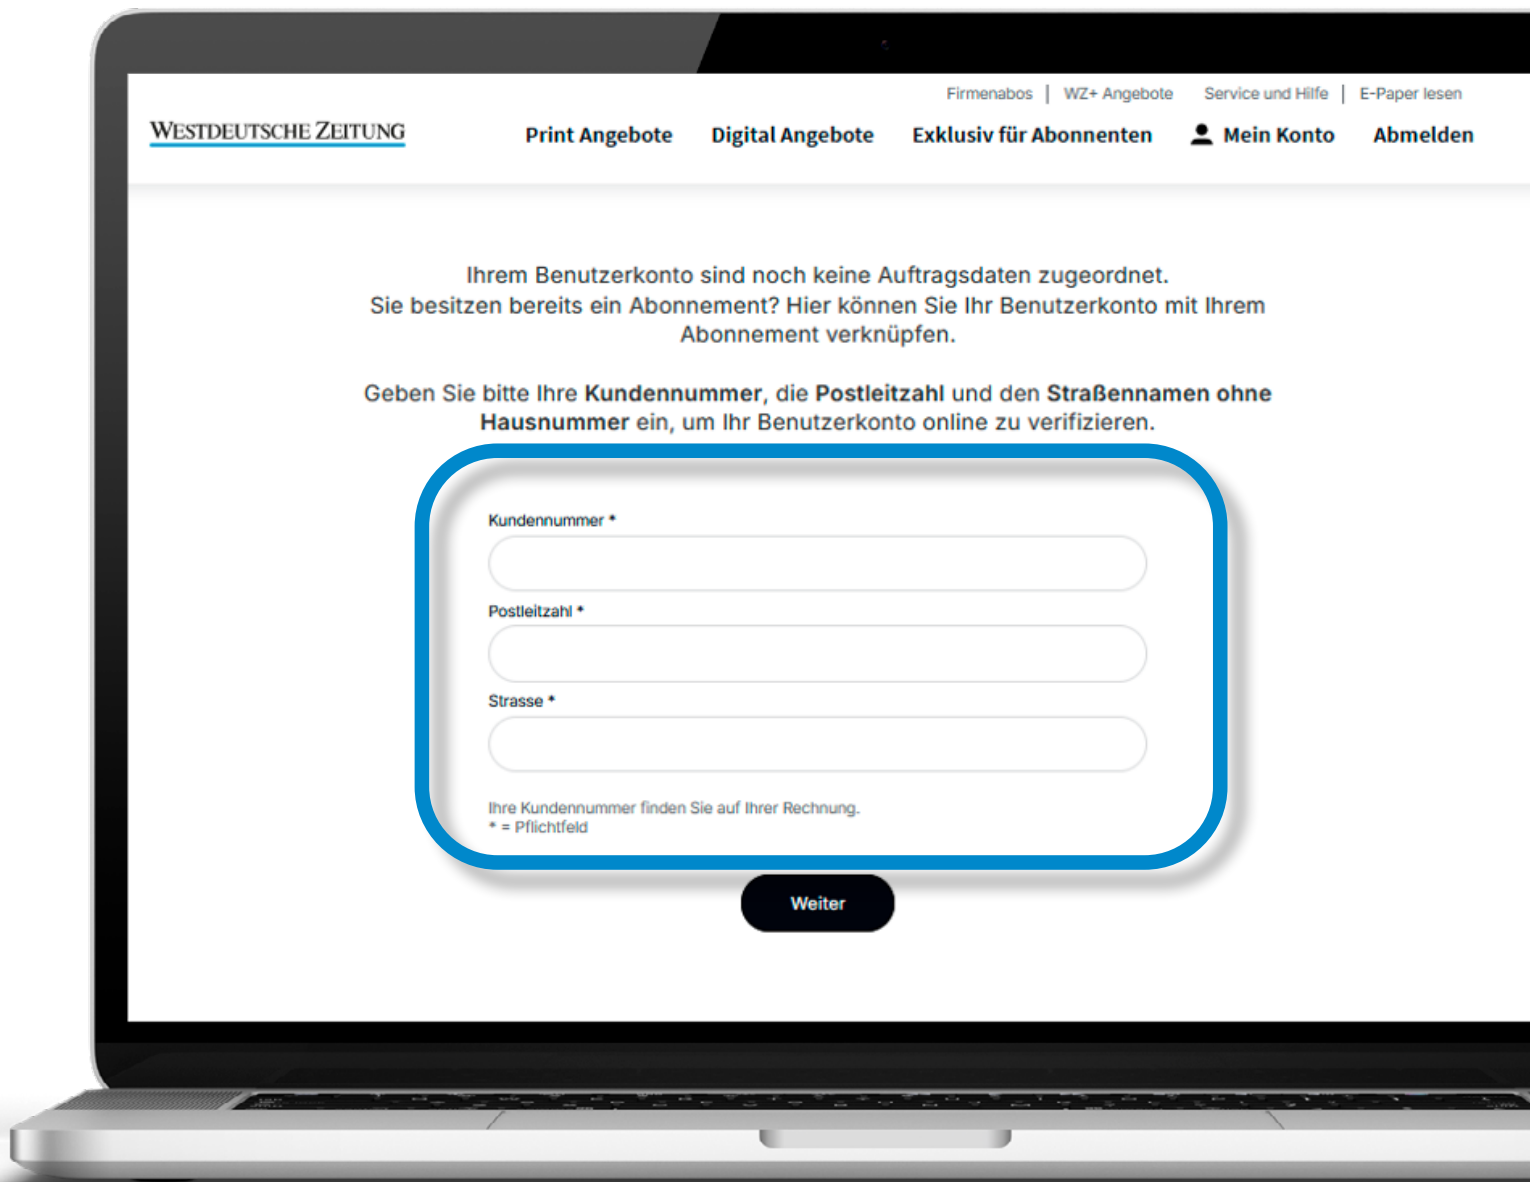 Firmenabos | WZ+ Angebote Service und Hilfe | E-Paper lesen
WESTDEUTSCHE ZEITUNG Print Angebote Digital Angebote Exklusiv für Abonnenten Mein Konto Abmelden
Ihrem Benutzerkonto sind noch keine Auftragsdaten zugeordnet.
Sie besitzen bereits ein Abonnement? Hier können Sie Ihr Benutzerkonto mit Ihrem
Abonnement verknüpfen.
Geben Sie bitte Ihre Kundennummer, die Postleitzahl und den Straßennamen ohne
Hausnummer ein, um Ihr Benutzerkonto online zu verifizieren.
Kundennummer *
Postleitzahl *
Strasse *
Ihre Kundennummer finden Sie auf Ihrer Rechnung.
* = Pflichtfeld
Weiter